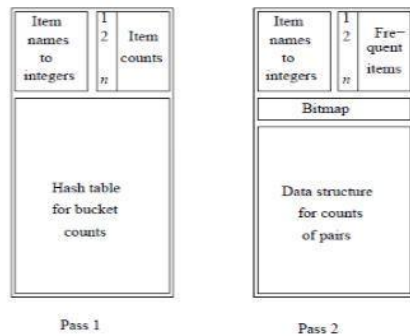 Item
names
to
integers
1
2
n
Item
counts
Hash table
for bucket
counts
Pass 1
Item
names
to
integers
1
2
n
Fre-
quent
items
Bitmap
Data structure
for counts
of pairs
Pass 2